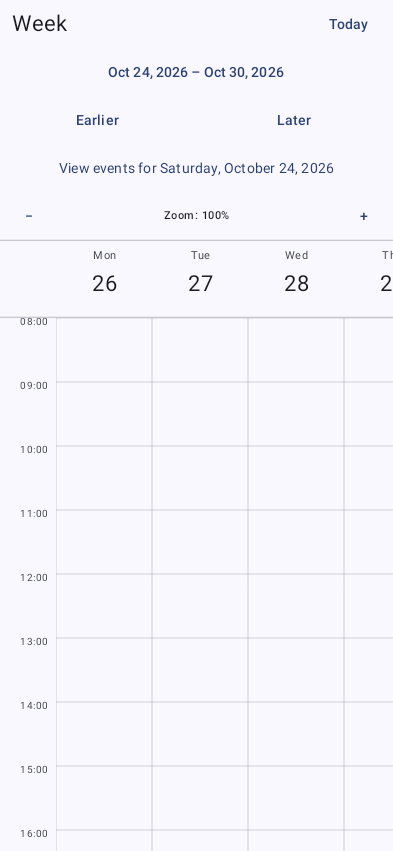 Week Today
Oct 24, 2026 – Oct 30, 2026
Earlier Later
View events for Saturday, October 24, 2026
– Zoom: 100% +
Mon Tue Wed Th
26 27 28 2
08:00
09:00
10:00
11:00
12:00
13:00
14:00
15:00
16:00